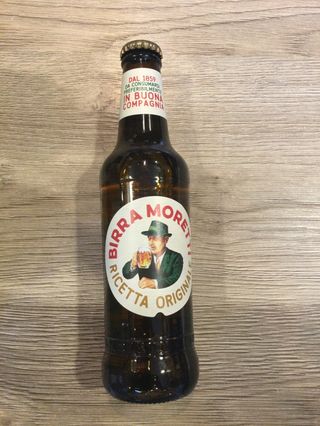 DAL 1859
DA CONSUMARSI
PREFERIBILMENTE
IN BUONA
COMPAGNIA
BIRRA MORETTI
RICETTA ORIGINALE